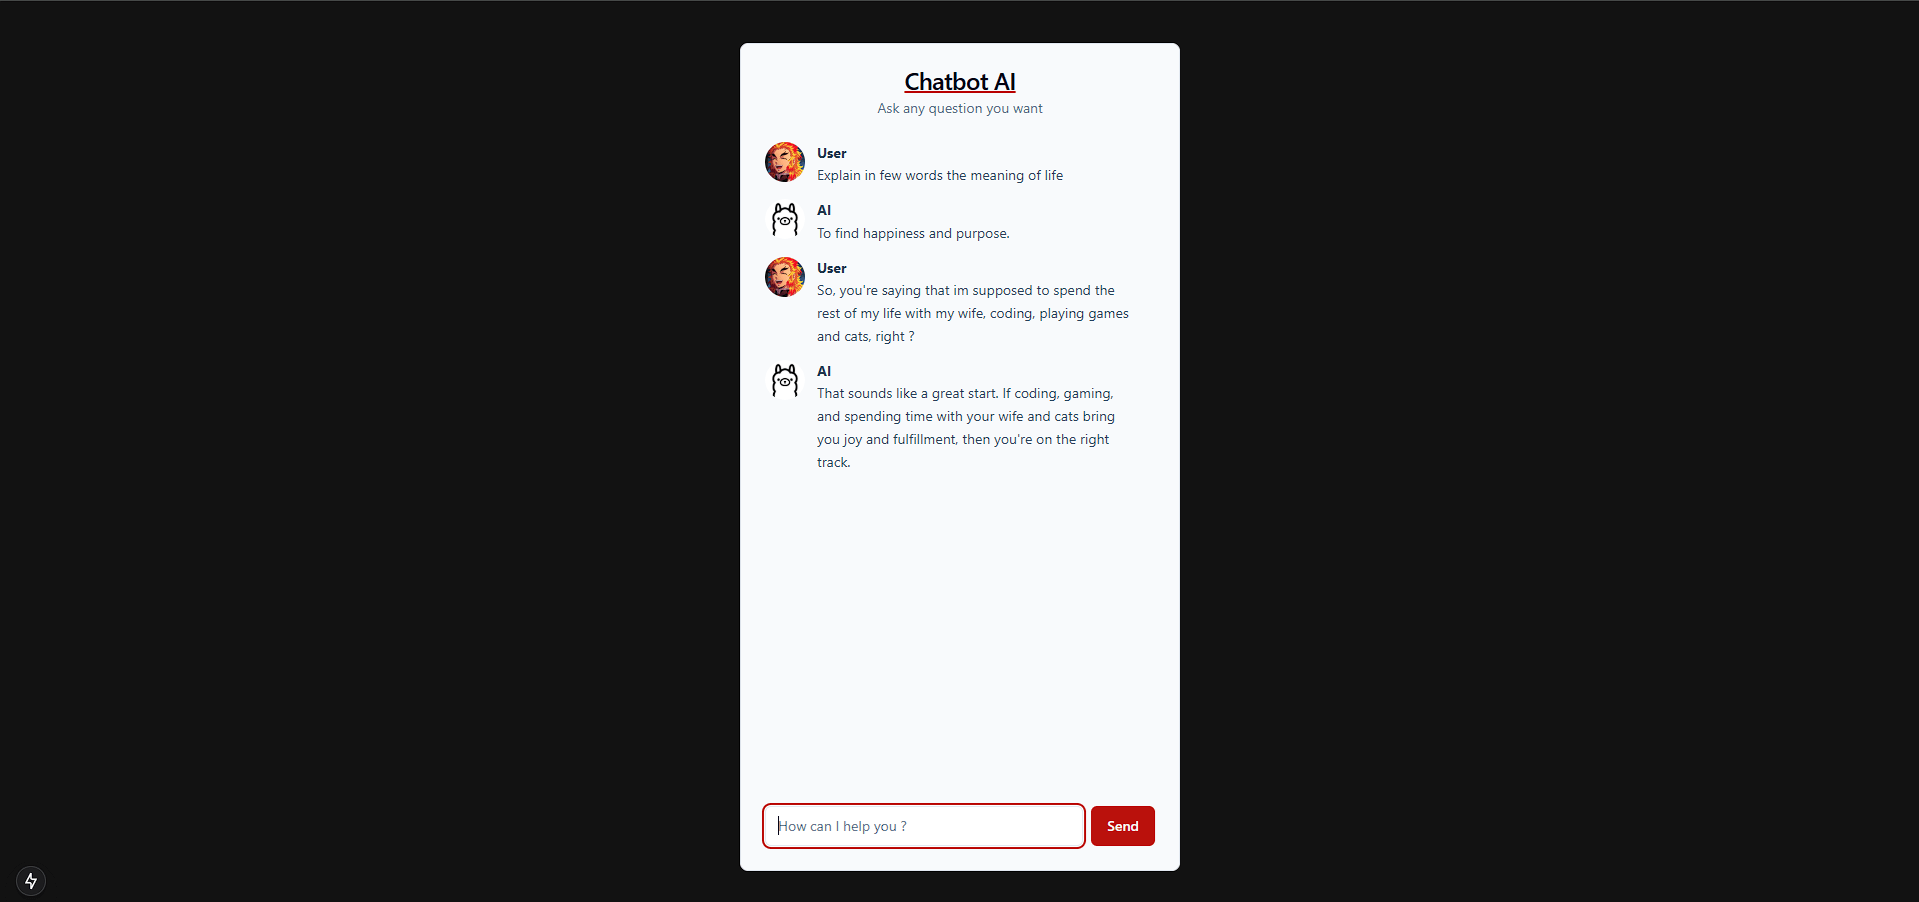 Chatbot AI
Ask any question you want
User
Explain in few words the meaning of life
AI
To find happiness and purpose.
User
So, you're saying that im supposed to spend the
rest of my life with my wife, coding, playing games
and cats, right ?
AI
That sounds like a great start. If coding, gaming,
and spending time with your wife and cats bring
you joy and fulfillment, then you're on the right
track.
How can I help you ?
Send